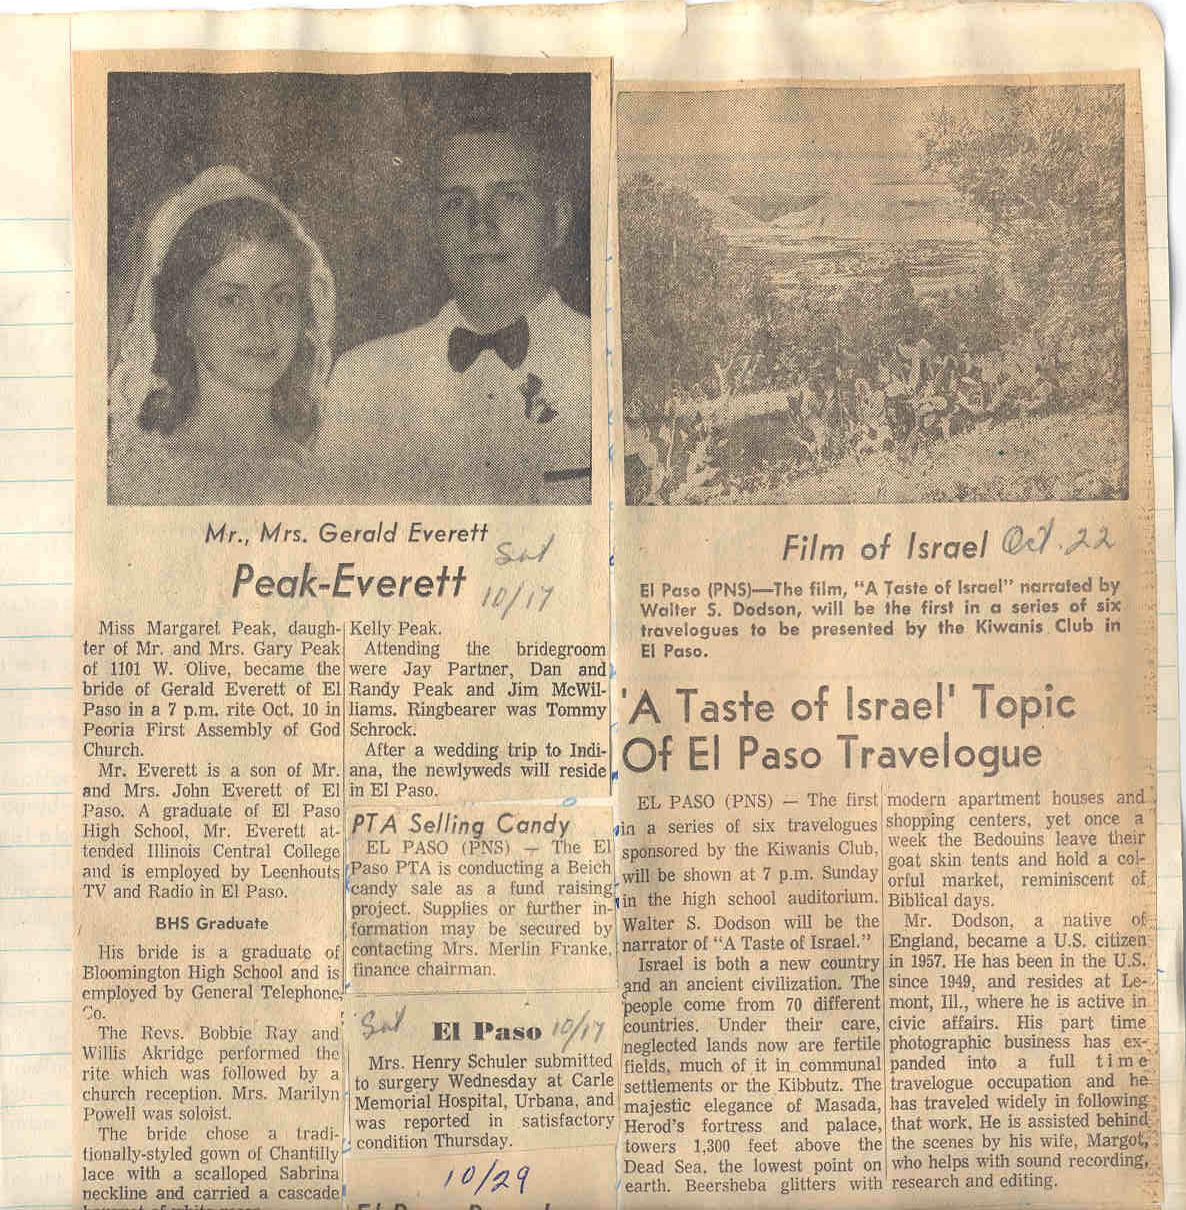 Mr., Mrs. Gerald Everett
Sat
Peak-Everett
10/17
Miss Margaret Peak, daugh-
ter of Mr. and Mrs. Gary Peak
of 1101 W. Olive, became the
bride of Gerald Everett of El
Paso in a 7 p.m. rite Oct. 10 in
Peoria First Assembly of God
Church.
Mr. Everett is a son of Mr.
and Mrs. John Everett of El
Paso. A graduate of El Paso
High School, Mr. Everett at-
tended Illinois Central College
and is employed by Leenhouts
TV and Radio in El Paso.
BHS Graduate
His bride is a graduate of
Bloomington High School and is
employed by General Telephone
Co.
The Revs. Bobbie Ray and
Willis Akridge performed the
rite which was followed by a
church reception. Mrs. Marilyn
Powell was soloist.
The bride chose a tradi-
tionally-styled gown of Chantilly
lace with a scalloped Sabrina
neckline and carried a cascade
Kelly Peak.
Attending the bridegroom
were Jay Partner, Dan and
Randy Peak and Jim McWil-
liams. Ringbearer was Tommy
Schrock.
After a wedding trip to Indi-
ana, the newlyweds will reside
in El Paso.
PTA Selling Candy
EL PASO (PNS) — The El
Paso PTA is conducting a Beich
candy sale as a fund raising
project. Supplies or further in-
formation may be secured by
contacting Mrs. Merlin Franke,
finance chairman.
Sat El Paso 10/17
Mrs. Henry Schuler submitted
to surgery Wednesday at Carle
Memorial Hospital, Urbana, and
was reported in satisfactory
condition Thursday.
10/29
Film of Israel Oct. 22
El Paso (PNS)—The film, "A Taste of Israel" narrated by
Walter S. Dodson, will be the first in a series of six
travelogues to be presented by the Kiwanis Club in
El Paso.
'A Taste of Israel' Topic
Of El Paso Travelogue
EL PASO (PNS) — The first
in a series of six travelogues
sponsored by the Kiwanis Club,
will be shown at 7 p.m. Sunday
in the high school auditorium.
Walter S. Dodson will be the
narrator of "A Taste of Israel."
Israel is both a new country
and an ancient civilization. The
people come from 70 different
countries. Under their care,
neglected lands now are fertile
fields, much of it in communal
settlements or the Kibbutz. The
majestic elegance of Masada,
Herod's fortress and palace,
towers 1,300 feet above the
Dead Sea, the lowest point on
earth. Beersheba glitters with
modern apartment houses and
shopping centers, yet once a
week the Bedouins leave their
goat skin tents and hold a col-
orful market, reminiscent of
Biblical days.
Mr. Dodson, a native of
England, became a U.S. citizen
in 1957. He has been in the U.S.
since 1949, and resides at Le-
mont, Ill., where he is active in
civic affairs. His part time
photographic business has ex-
panded into a full time
travelogue occupation and he
has traveled widely in following
that work. He is assisted behind
the scenes by his wife, Margot,
who helps with sound recording,
research and editing.